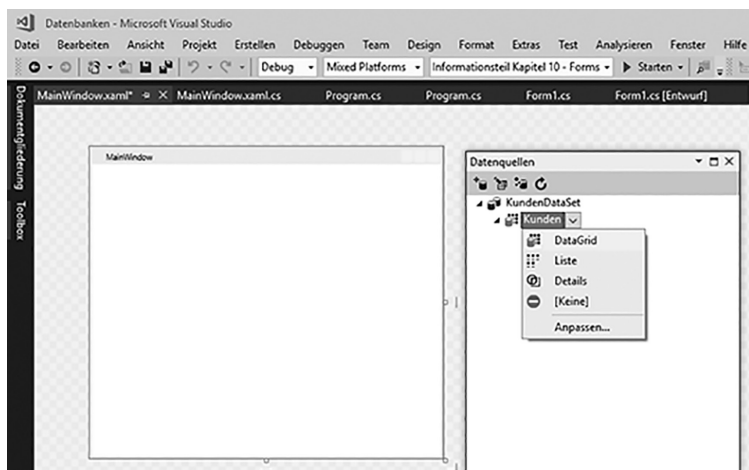 Datenbanken - Microsoft Visual Studio
Datei Bearbeiten Ansicht Projekt Erstellen Debuggen Team Design Format Extras Test Analysieren Fenster Hilfe
Debug Mixed Platforms Informationsteil Kapitel 10 - Forms Starten
MainWindow.xaml* MainWindow.xaml.cs Program.cs Program.cs Form1.cs Form1.cs [Entwurf]
Dokumentgliederung
Toolbox
MainWindow
Datenquellen
KundenDataSet
Kunden
DataGrid
Liste
Details
[Keine]
Anpassen...